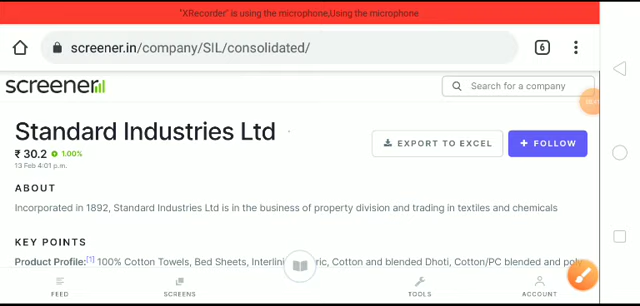 "XRecorder" is using the microphone,Using the microphone
screener.in/company/SIL/consolidated/
6
screener
Search for a company
Standard Industries Ltd
₹ 30.2 1.00%
13 Feb 4:01 p.m.
EXPORT TO EXCEL
+ FOLLOW
ABOUT
Incorporated in 1892, Standard Industries Ltd is in the business of property division and trading in textiles and chemicals
KEY POINTS
Product Profile:[1] 100% Cotton Towels, Bed Sheets, Cotton and blended Dhoti, Cotton/PC blended and
FEED
SCREENS
TOOLS
ACCOUNT